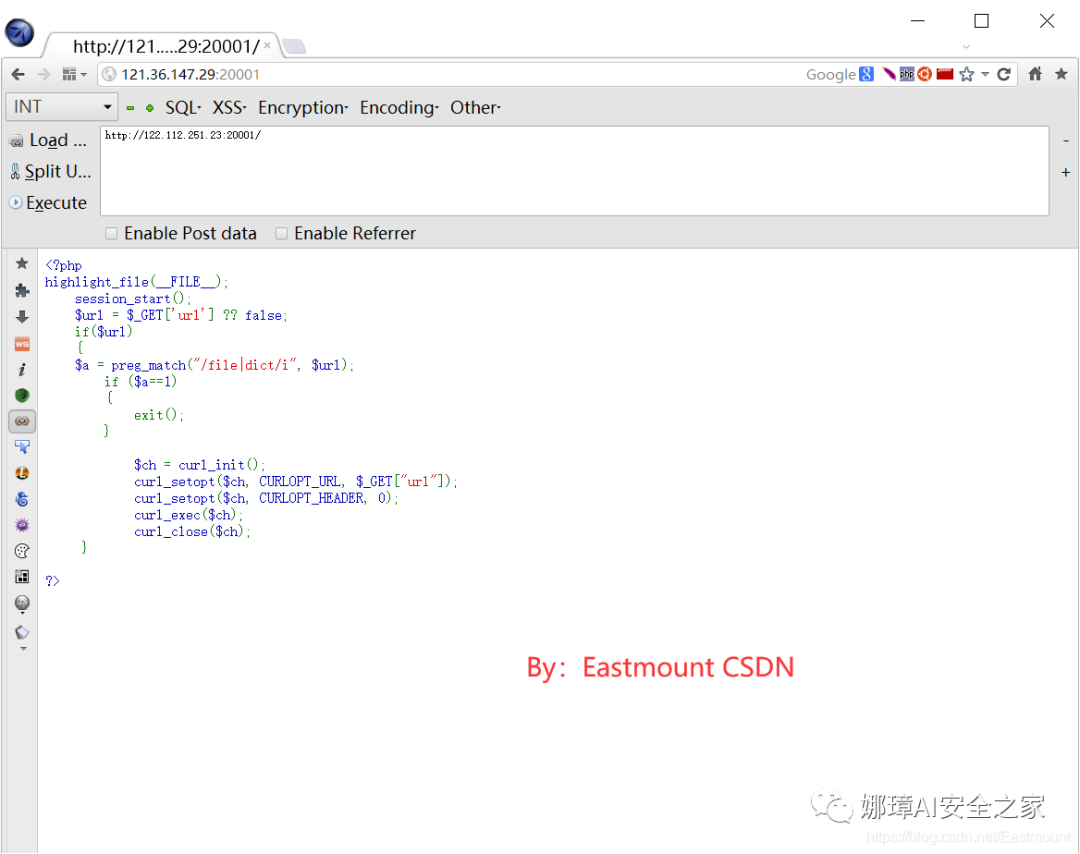 http://121.....29:20001/
121.36.147.29:20001
Google
php
INT
SQL
XSS
Encryption
Encoding
Other
Load ...
http://122.112.251.23:20001/
Split U...
Execute
Enable Post data
Enable Referrer
WS
<?php
highlight_file(__FILE__);
session_start();
$url = $_GET['url'] ?? false;
if($url)
{
$a = preg_match("/file|dict/i", $url);
if ($a==1)
{
exit();
}
$ch = curl_init();
curl_setopt($ch, CURLOPT_URL, $_GET["url"]);
curl_setopt($ch, CURLOPT_HEADER, 0);
curl_exec($ch);
curl_close($ch);
}
?>
By：Eastmount CSDN
娜璋AI安全之家
https://blog.csdn.net/Eastmount